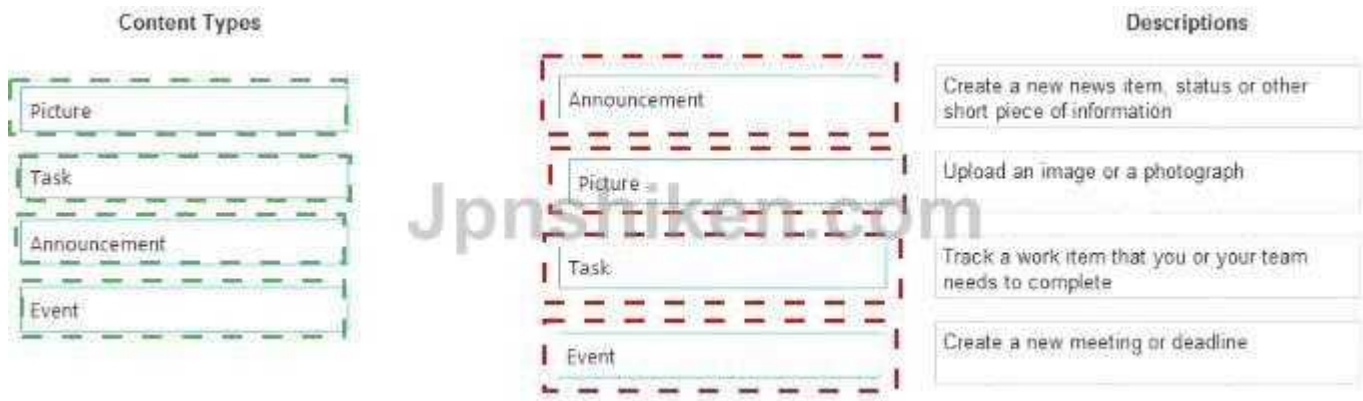 Content Types
Descriptions
Picture
Task
Announcement
Event
Announcement
Picture
Task
Event
Create a new news item, status or other
short piece of information
Upload an image or a photograph
Track a work item that you or your team
needs to complete
Create a new meeting or deadline
Jpnshiken.com